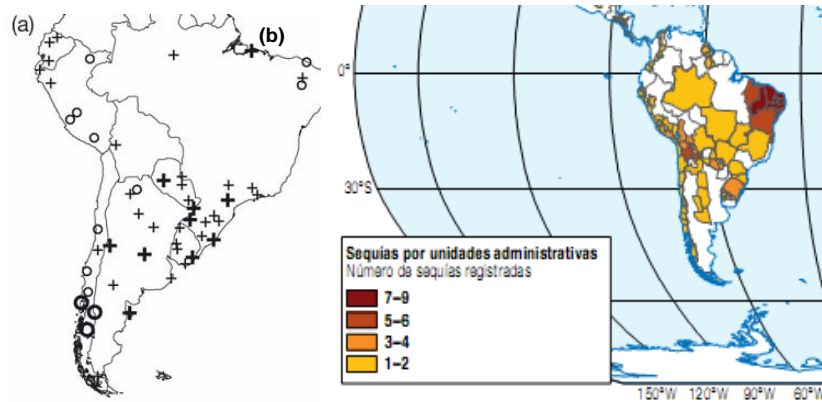 (a)
(b)
0°
30°S
Sequías por unidades administrativas
Número de sequías registradas
7–9
5–6
3–4
1–2
150°W 120°W 90°W 60°W